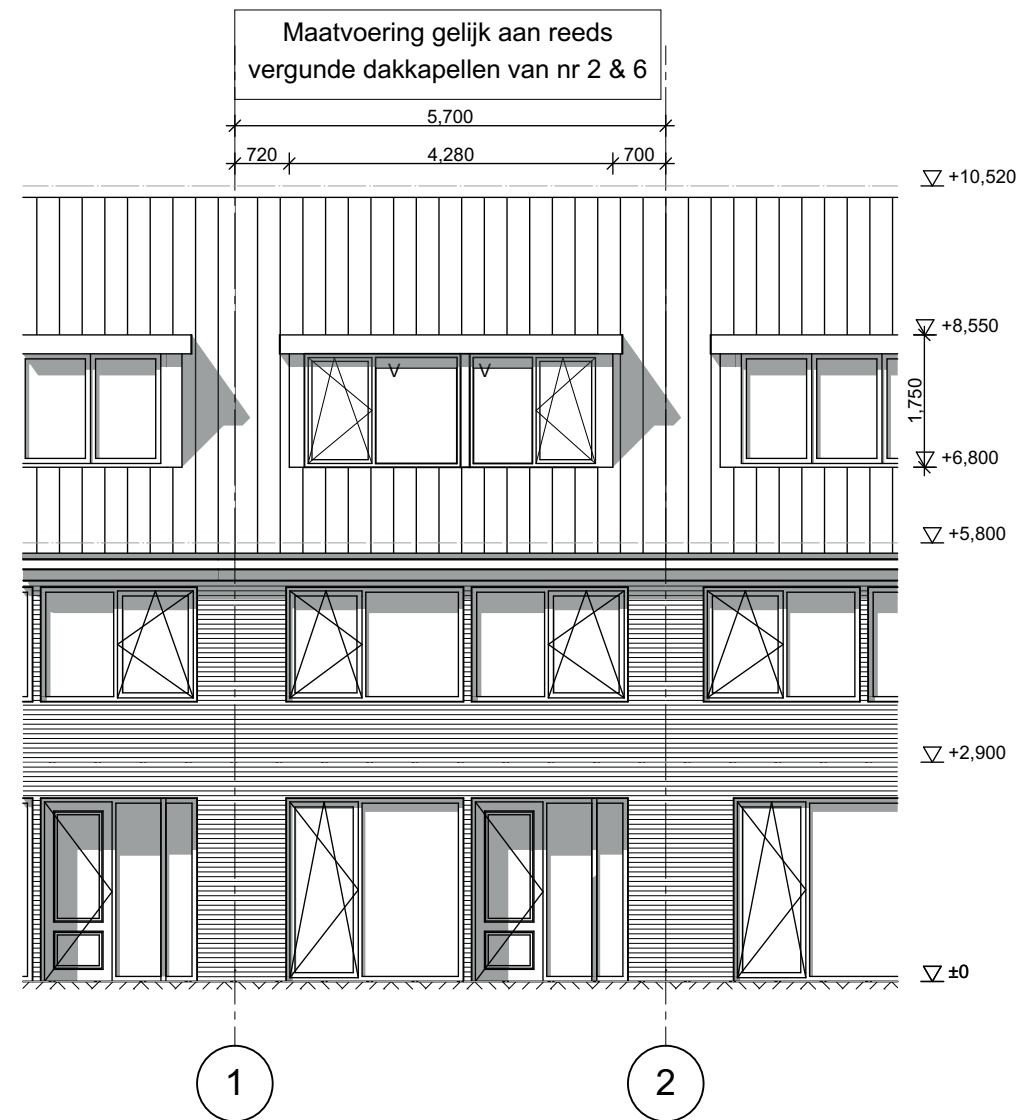 Maatvoering gelijk aan reeds
vergunde dakkapellen van nr 2 & 6
5,700
720 4,280 700
+10,520
+8,550
1,750
+6,800
+5,800
V V
+2,900
±0
1 2